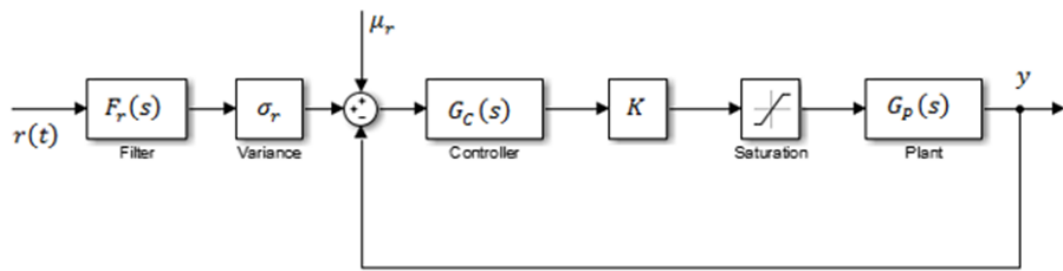 μ_r
y
F_r(s)
σ_r
G_C(s)
K
G_P(s)
r(t)
Filter
Variance
Controller
Saturation
Plant